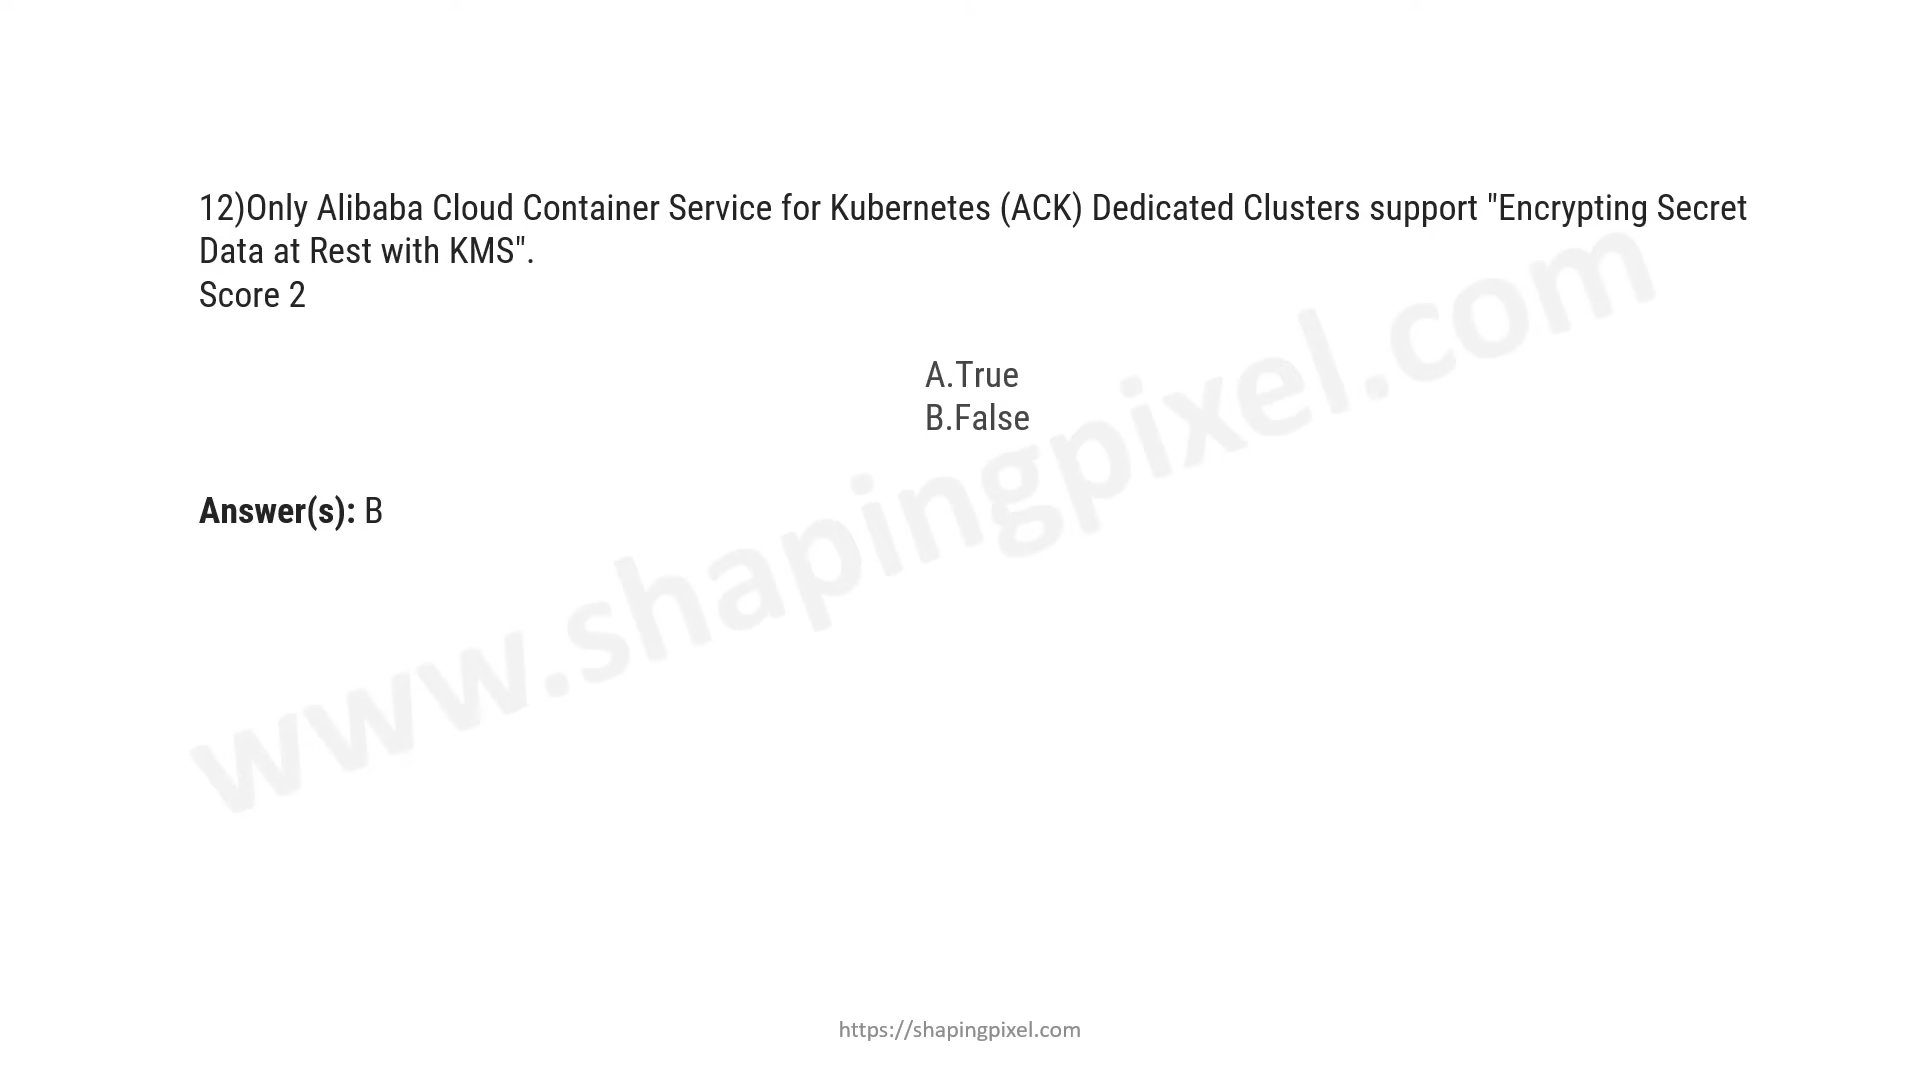 12)Only Alibaba Cloud Container Service for Kubernetes (ACK) Dedicated Clusters support "Encrypting Secret
Data at Rest with KMS".
Score 2
A.True
B.False
Answer(s): B
www.shapingpixel.com
https://shapingpixel.com